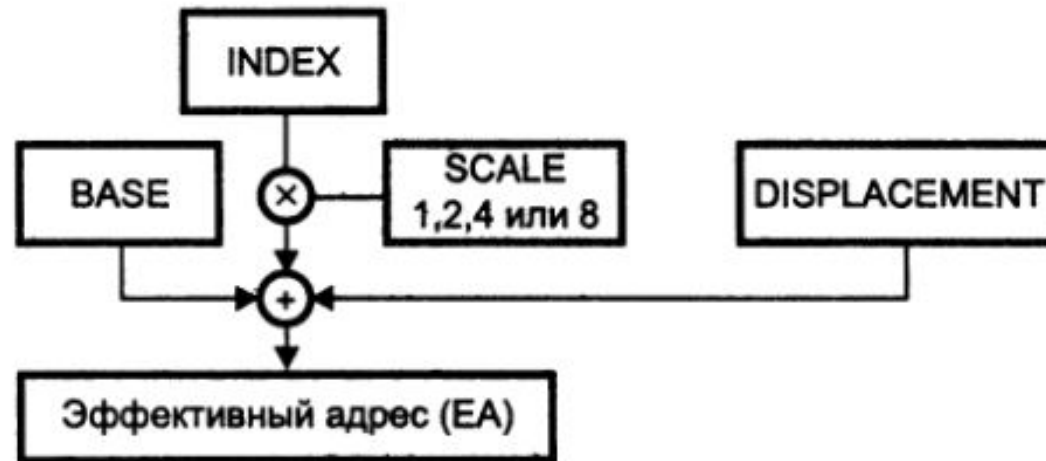 INDEX
BASE
SCALE
1,2,4 или 8
DISPLACEMENT
Эффективный адрес (EA)